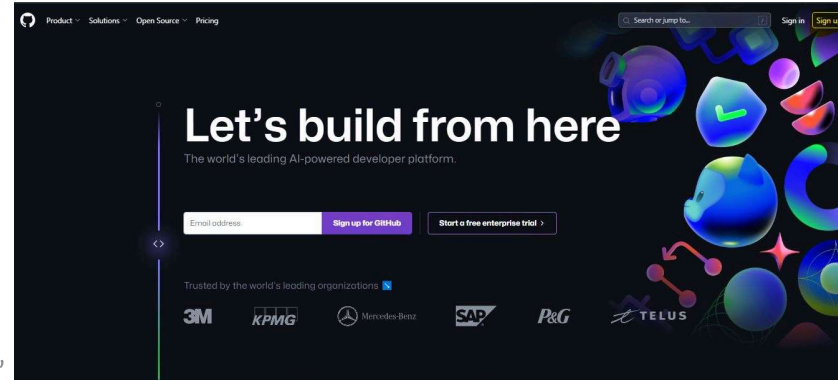 Product Solutions Open Source Pricing Search or jump to... / Sign in Sign u
Let's build from here
The world's leading AI-powered developer platform.
Email address Sign up for GitHub Start a free enterprise trial >
<>
Trusted by the world's leading organizations ↘
3M KPMG Mercedes-Benz SAP P&G TELUS